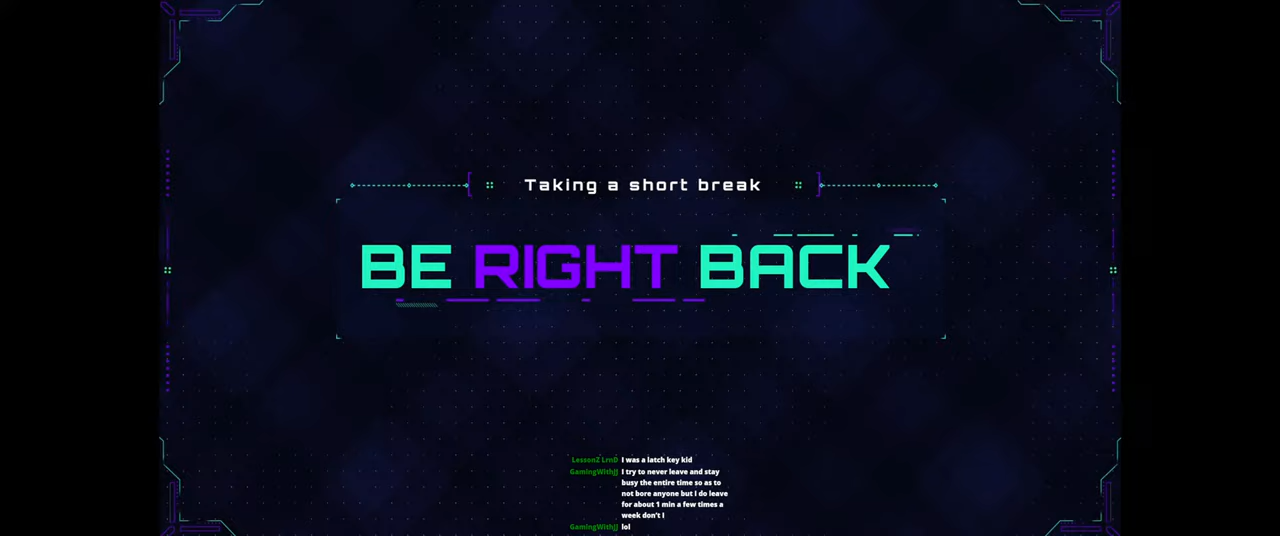 Taking a short break
BE RIGHT BACK
LessonZ LrnD I was a latch key kid
GamingWithJJ I try to never leave and stay
busy the entire time so as to
not bore anyone but I do leave
for about 1 min a few times a
week don't I
GamingWithJJ lol